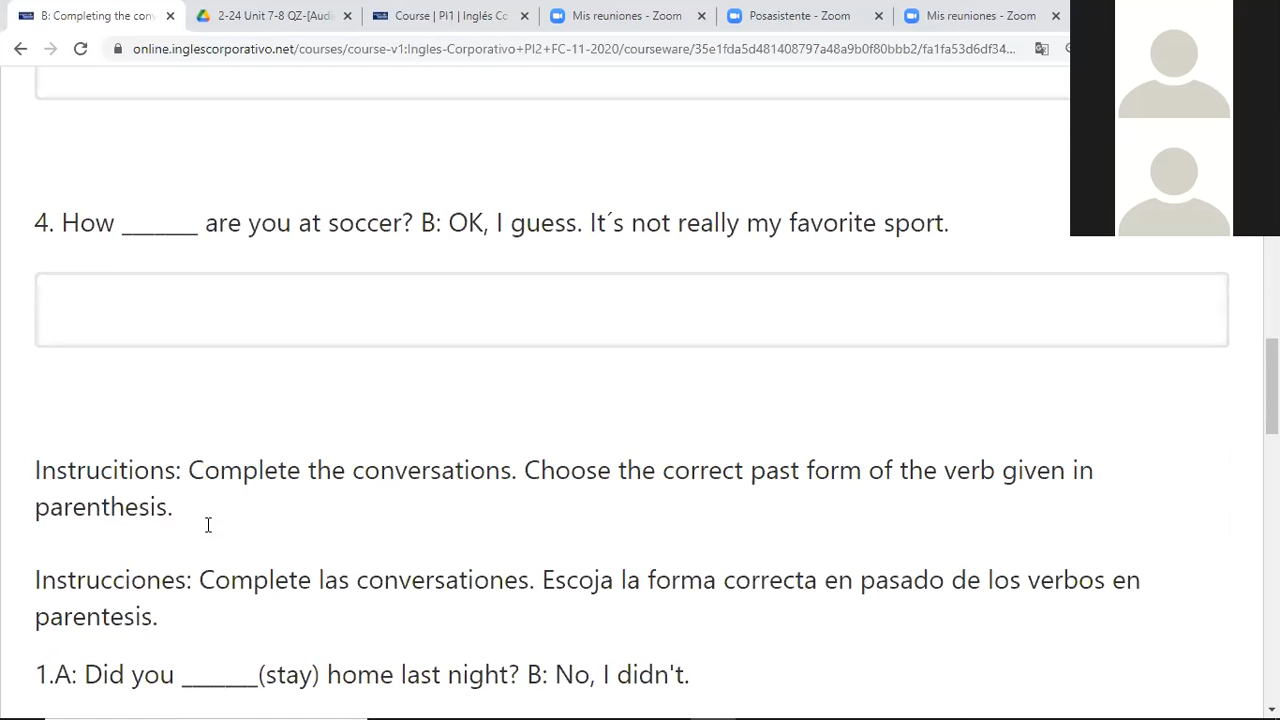 B: Completing the con
2-24 Unit 7-8 QZ-[Audi
Course | PI1 | Inglés Co
Mis reuniones - Zoom
Posasistente - Zoom
Mis reuniones - Zoom
online.inglescorporativo.net/courses/course-v1:Ingles-Corporativo+PI2+FC-11-2020/courseware/35e1fda3d481408797a48a9b0f80bbb2/fa1fa53d6df34...
4. How _______ are you at soccer? B: OK, I guess. It´s not really my favorite sport.
Instrucitions: Complete the conversations. Choose the correct past form of the verb given in
parenthesis.
Instrucciones: Complete las conversationes. Escoja la forma correcta en pasado de los verbos en
parentesis.
1.A: Did you _______(stay) home last night? B: No, I didn't.